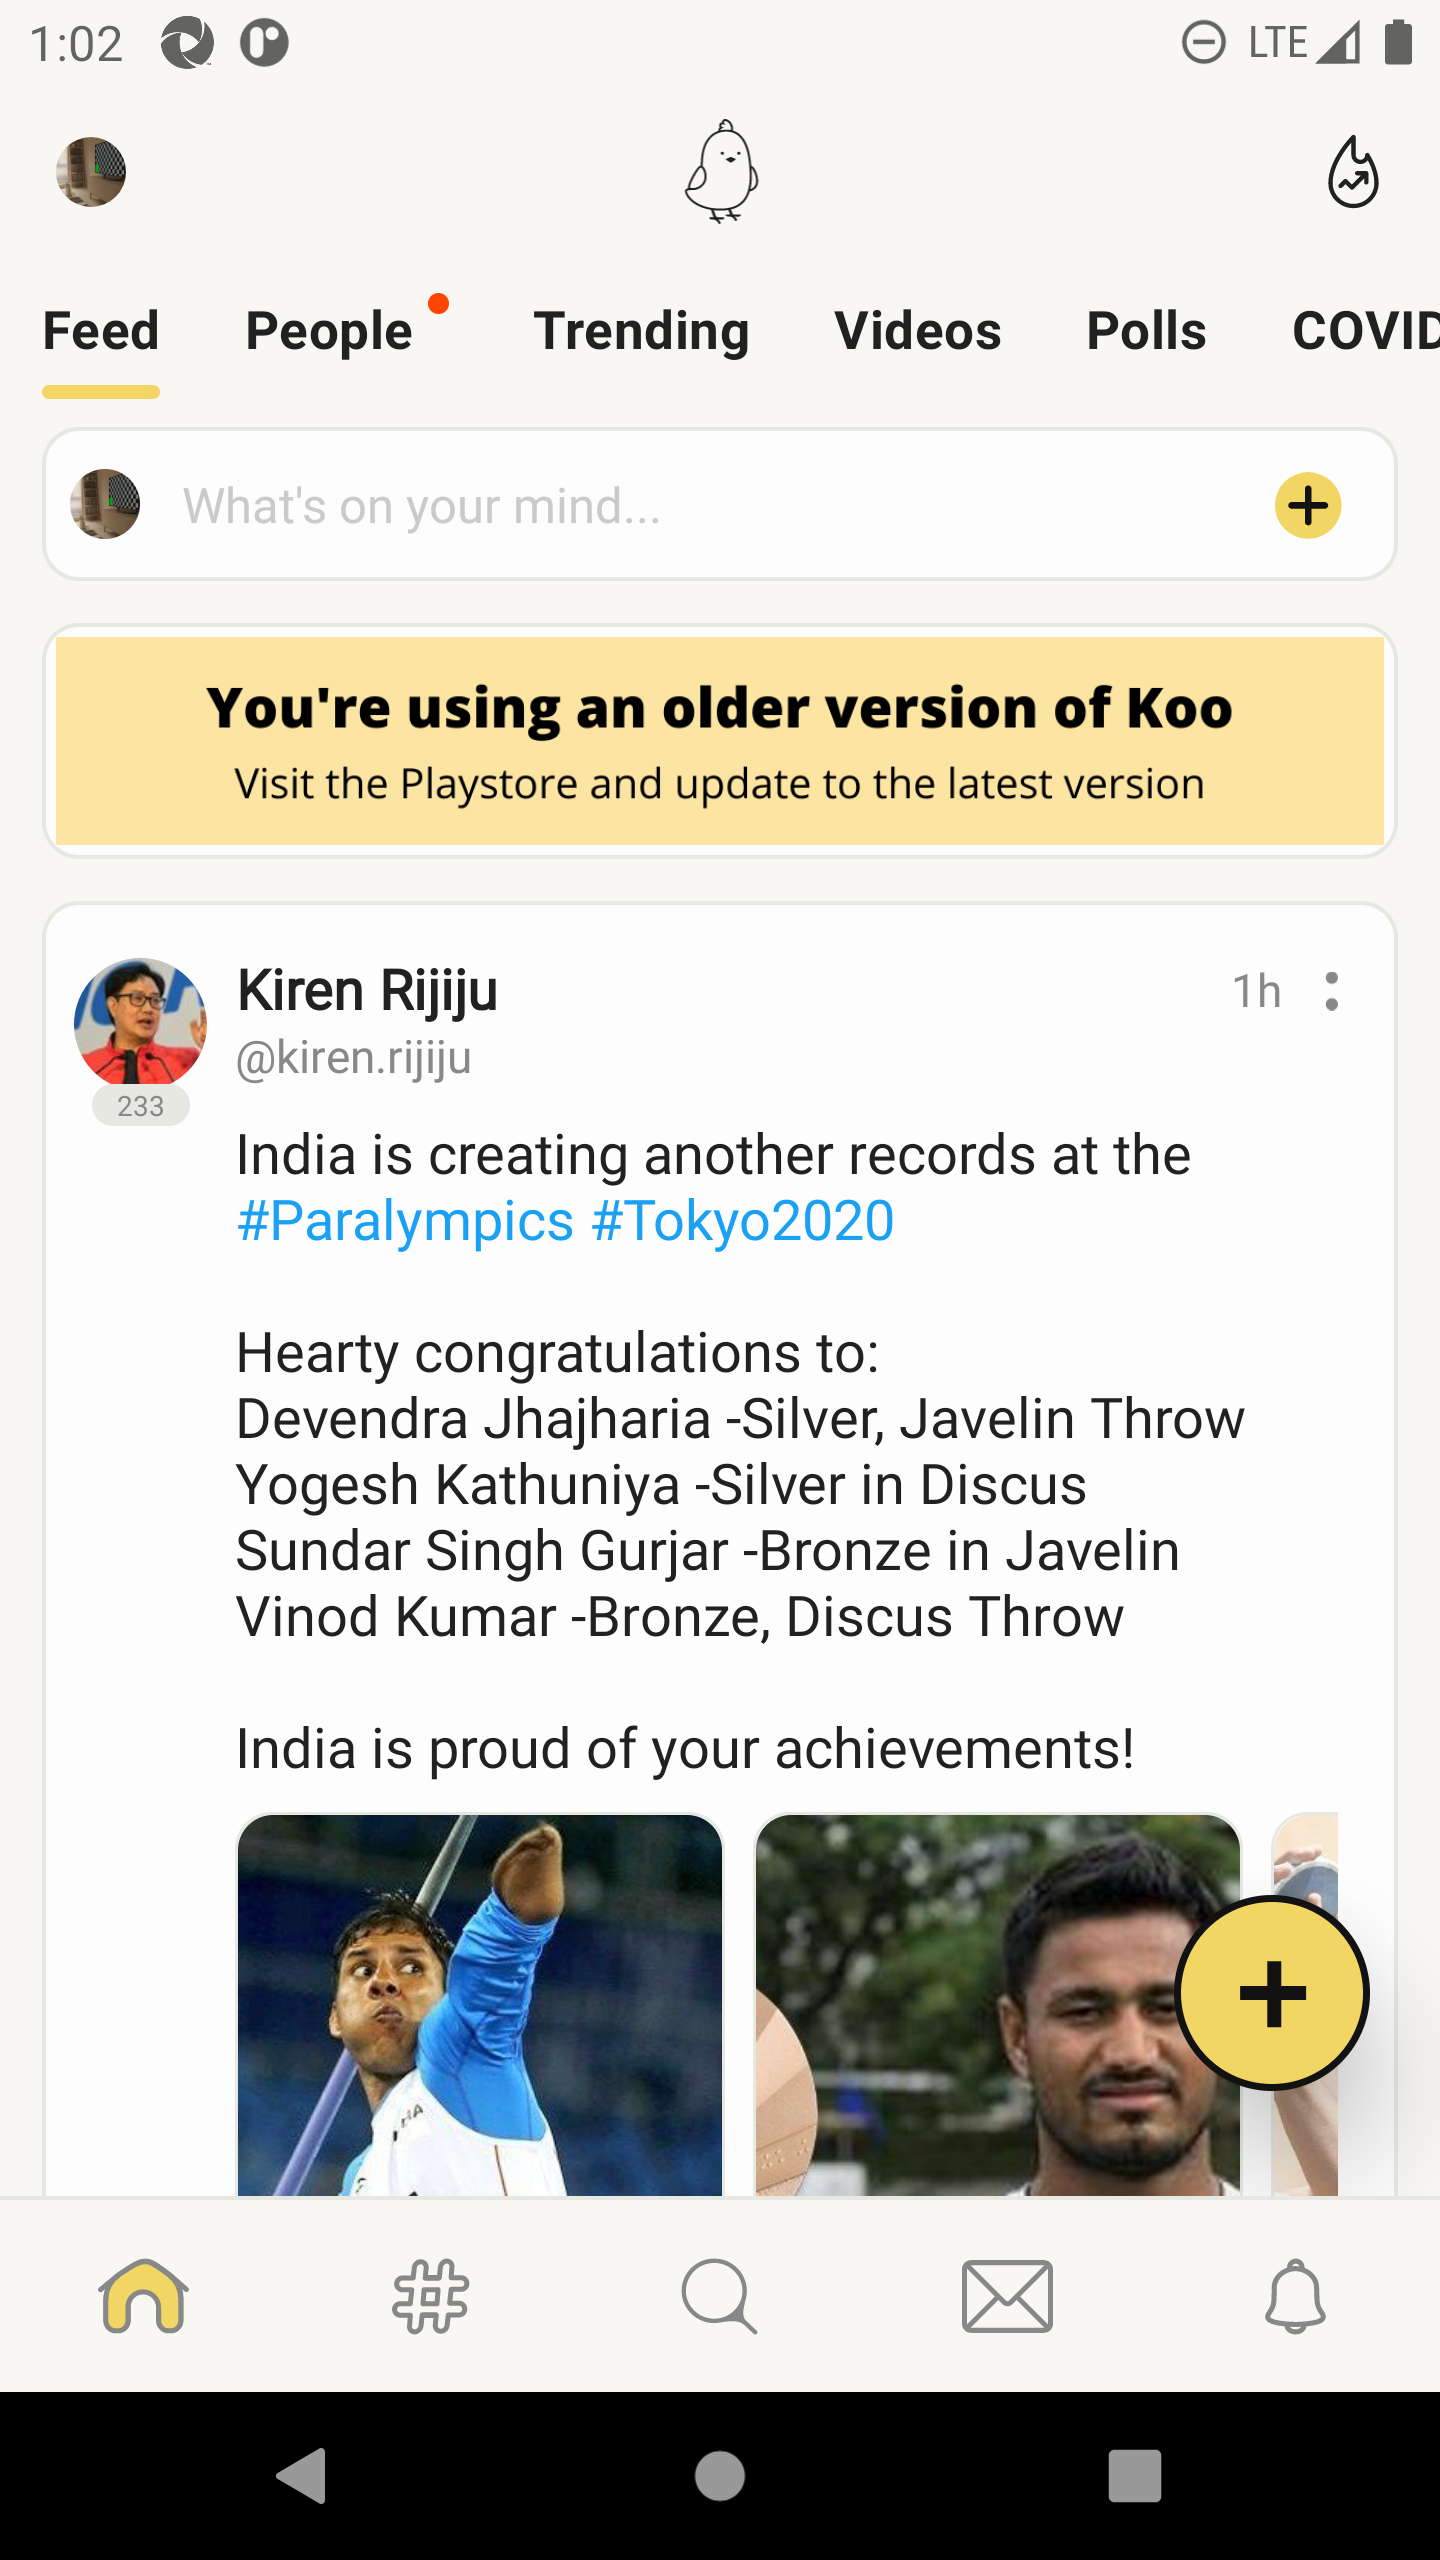 1:02
LTE
Feed
People
Trending
Videos
Polls
COVID
What's on your mind...
You're using an older version of Koo
Visit the Playstore and update to the latest version
Kiren Rijiju
1h
@kiren.rijiju
233
India is creating another records at the
#Paralympics #Tokyo2020
Hearty congratulations to:
Devendra Jhajharia -Silver, Javelin Throw
Yogesh Kathuniya -Silver in Discus
Sundar Singh Gurjar -Bronze in Javelin
Vinod Kumar -Bronze, Discus Throw
India is proud of your achievements!